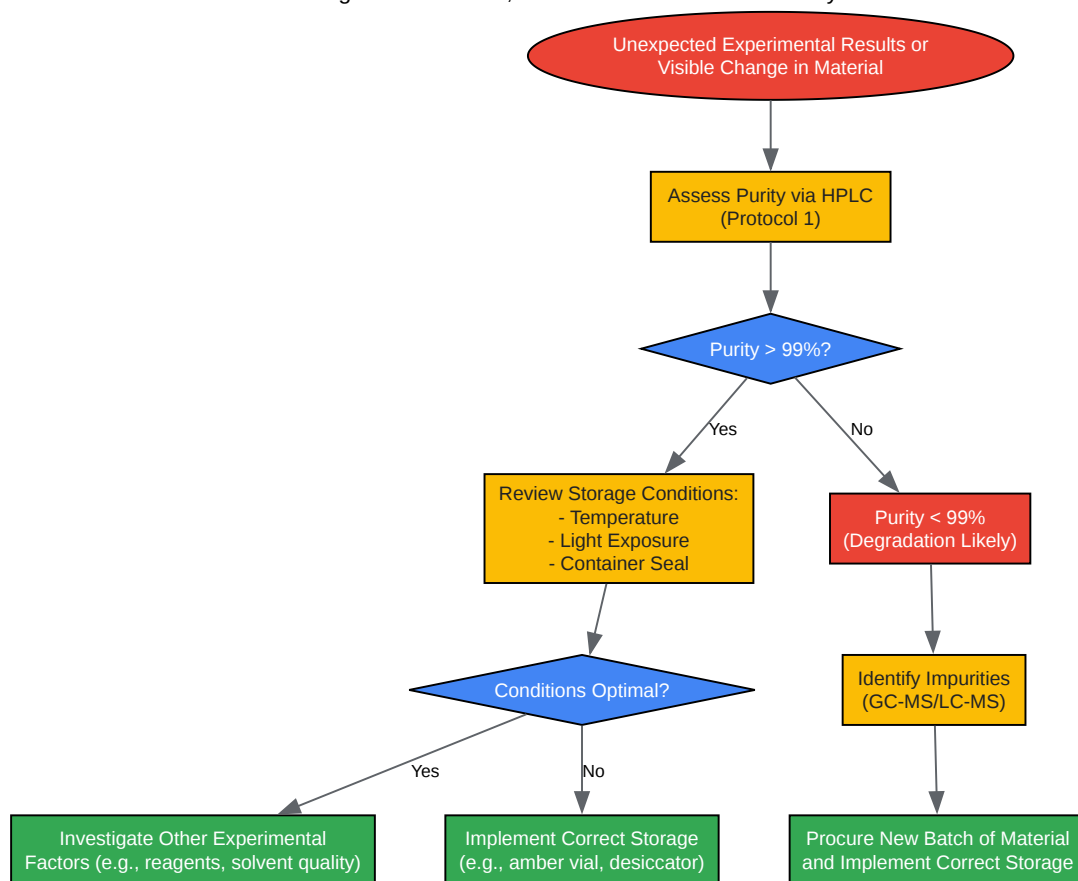 Unexpected Experimental Results or
Visible Change in Material
Assess Purity via HPLC
(Protocol 1)
Purity > 99%?
Yes
No
Review Storage Conditions:
- Temperature
- Light Exposure
- Container Seal
Purity < 99%
(Degradation Likely)
Conditions Optimal?
Identify Impurities
(GC-MS/LC-MS)
Yes
No
Investigate Other Experimental
Factors (e.g., reagents, solvent quality)
Implement Correct Storage
(e.g., amber vial, desiccator)
Procure New Batch of Material
and Implement Correct Storage